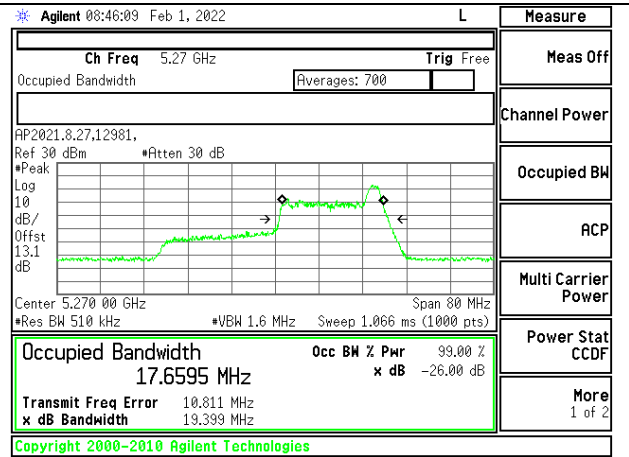 Agilent 08:46:09 Feb 1, 2022 L Measure
Ch Freq 5.27 GHz Trig Free
Occupied Bandwidth Averages: 700
Meas Off
Channel Power
AP2021.8.27,12981,
Ref 30 dBm #Atten 30 dB
#Peak
Log
10
dB/
Offst
13.1
dB
Occupied BW
ACP
Multi Carrier
Power
Center 5.270 00 GHz Span 80 MHz
#Res BW 510 kHz #VBW 1.6 MHz Sweep 1.066 ms (1000 pts)
Occupied Bandwidth Occ BW % Pwr 99.00 %
17.6595 MHz x dB -26.00 dB
Transmit Freq Error 10.811 MHz
x dB Bandwidth 19.399 MHz
Power Stat
CCDF
More
1 of 2
Copyright 2000-2010 Agilent Technologies